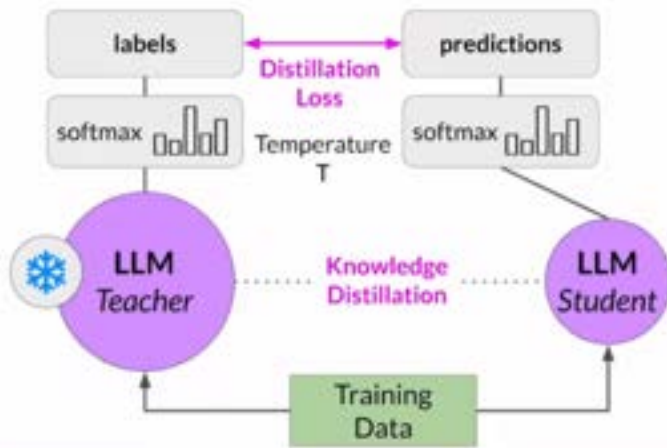 labels
predictions
Distillation
Loss
softmax
Temperature
T
softmax
LLM
Teacher
Knowledge
Distillation
LLM
Student
Training
Data